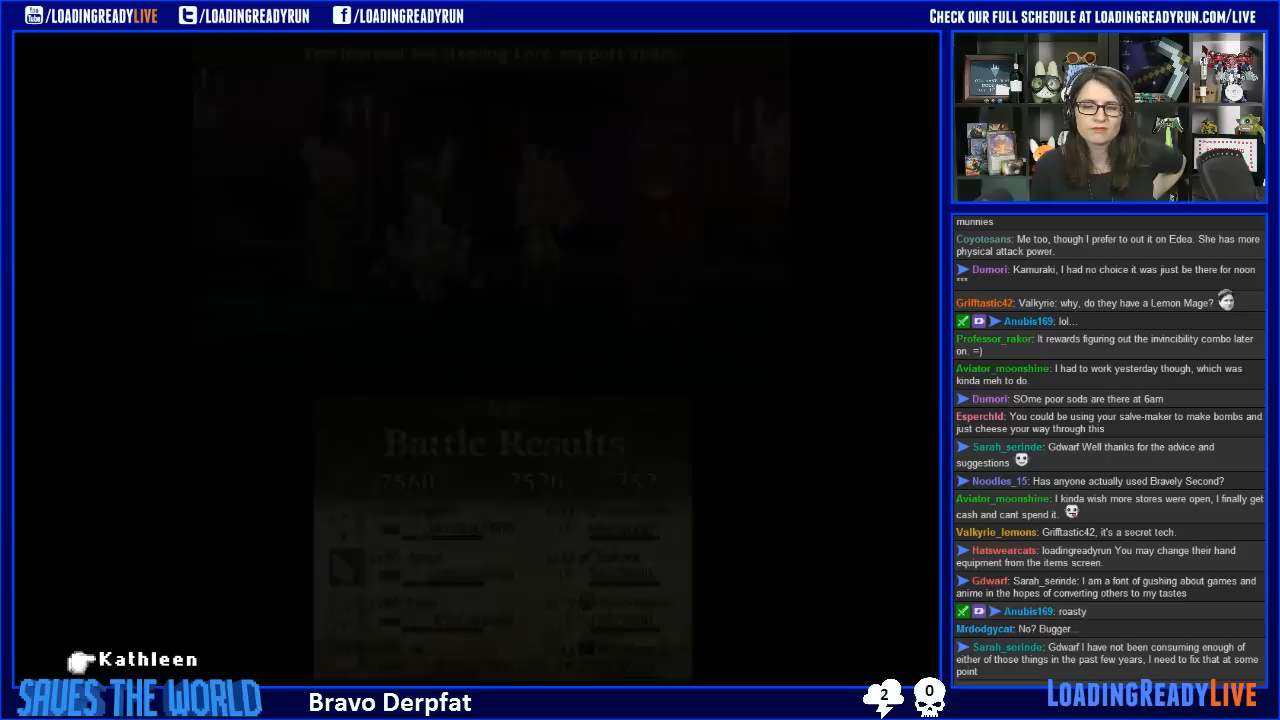 /LOADINGREADYLIVE
/LOADINGREADYRUN
/LOADINGREADYRUN
CHECK OUR FULL SCHEDULE AT LOADINGREADYRUN.COM/LIVE
Battle Results
7560 2520 352
munnies
Coyotesans: Me too, though I prefer to out it on Edea. She has more
physical attack power.
Dumori: Kamuraki, I had no choice it was jiust be there for noon
***
Grifftastic42: Valkyrie: why, do they have a Lemon Mage?
Anubis169: lol...
Professor_rakor: It rewards figuring out the invincibility combo later
on. =)
Aviator_moonshine: I had to work yesterday though, which was
kinda meh to do.
Dumori: SOme poor sods are there at 6am
Esperchld: You could be using your salve-maker to make bombs and
just cheese your way through this
Sarah_serinde: Gdwarf Well thanks for the advice and
suggestions
Noodles_15: Has anyone actually used Bravely Second?
Aviator_moonshine: I kinda wish more stores were open, I finally get
cash and cant spend it.
Valkyrie_lemons: Grifftastic42, it's a secret tech.
Hatswearcats: loadingreadyrun You may change their hand
equipment from the items screen.
Gdwarf: Sarah_serinde: I am a font of gushing about games and
anime in the hopes of converting others to my tastes
Anubis169: roasty
Mrdodgycat: No? Bugger...
Sarah_serinde: Gdwarf I have not been consuming enough of
either of those things in the past few years, I need to fix that at some
point
Kathleen
SAVES THE WORLD
Bravo Derpfat
2
0
LOADINGREADYLIVE